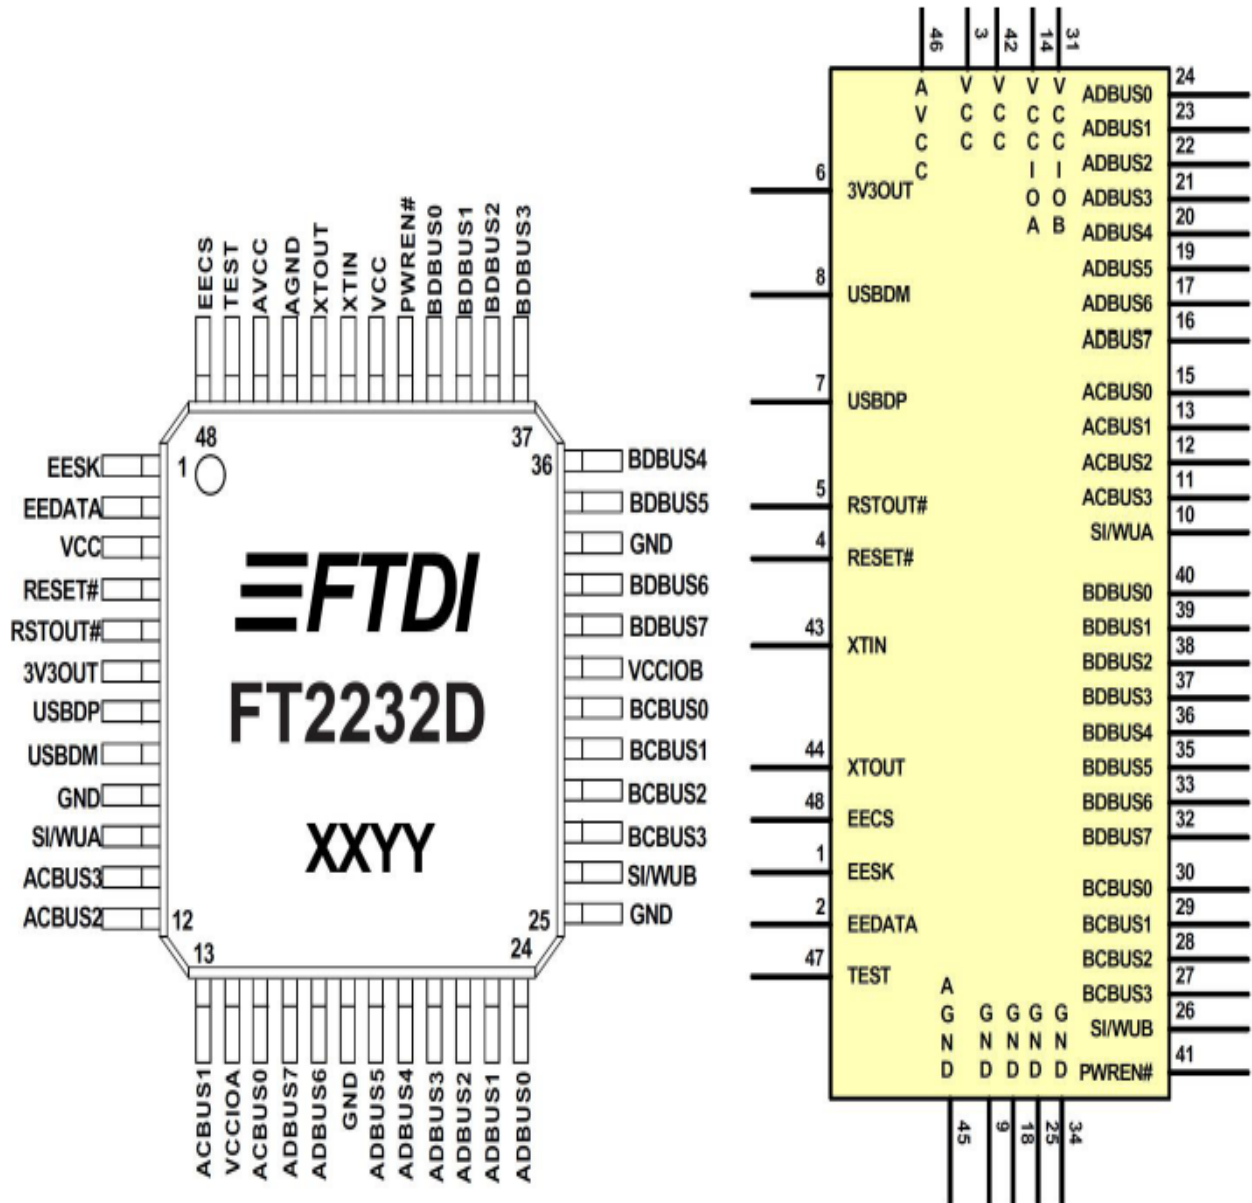 EECS
TEST
AVCC
AGND
XTOUT
XTIN
VCC
PWREN#
BDBUS0
BDBUS1
BDBUS2
BDBUS3
48
37
1
36
EESK
EEDATA
VCC
RESET#
RSTOUT#
3V3OUT
USBDP
USBDM
GND
SI/WUA
ACBUS3
ACBUS2
FTDI
FT2232D
XXYY
BDBUS4
BDBUS5
GND
BDBUS6
BDBUS7
VCCIOB
BCBUS0
BCBUS1
BCBUS2
BCBUS3
SI/WUB
GND
12
25
13
24
ACBUS1
VCCIOA
ACBUS0
ADBUS7
ADBUS6
GND
ADBUS5
ADBUS4
ADBUS3
ADBUS2
ADBUS1
ADBUS0
46
3
42
14
31
AVCC
VCC
VCC
VCCIOA
VCCIOB
6 3V3OUT
8 USBDM
7 USBDP
5 RSTOUT#
4 RESET#
43 XTIN
44 XTOUT
48 EECS
1 EESK
2 EEDATA
47 TEST
ADBUS0 24
ADBUS1 23
ADBUS2 22
ADBUS3 21
ADBUS4 20
ADBUS5 19
ADBUS6 17
ADBUS7 16
ACBUS0 15
ACBUS1 13
ACBUS2 12
ACBUS3 11
SI/WUA 10
BDBUS0 40
BDBUS1 39
BDBUS2 38
BDBUS3 37
BDBUS4 36
BDBUS5 35
BDBUS6 33
BDBUS7 32
BCBUS0 30
BCBUS1 29
BCBUS2 28
BCBUS3 27
SI/WUB 26
PWREN# 41
AGND
GND
GND
GND
GND
45
9
18
25
34